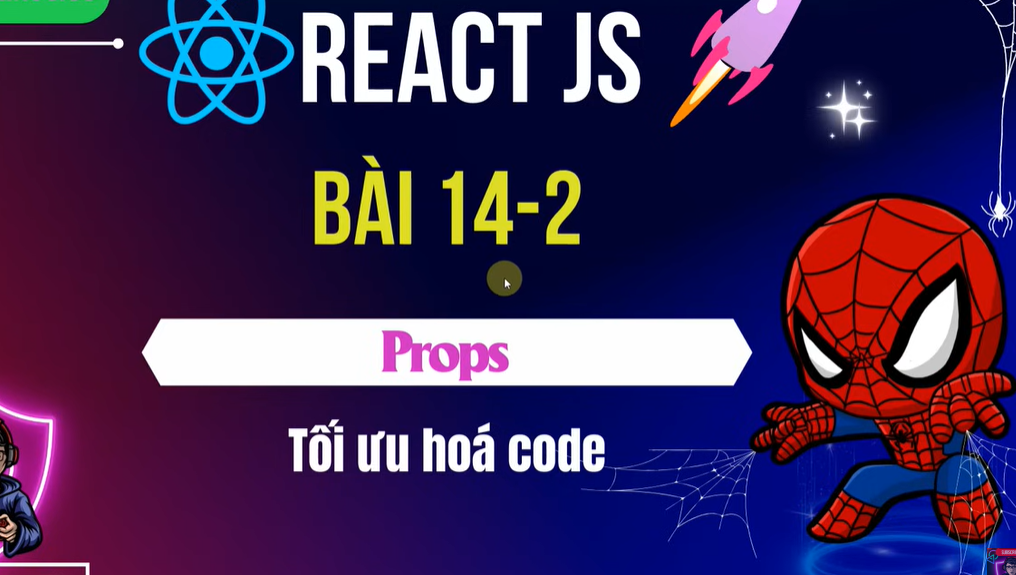 REACT JS
BÀI 14-2
Props
Tối ưu hoá code